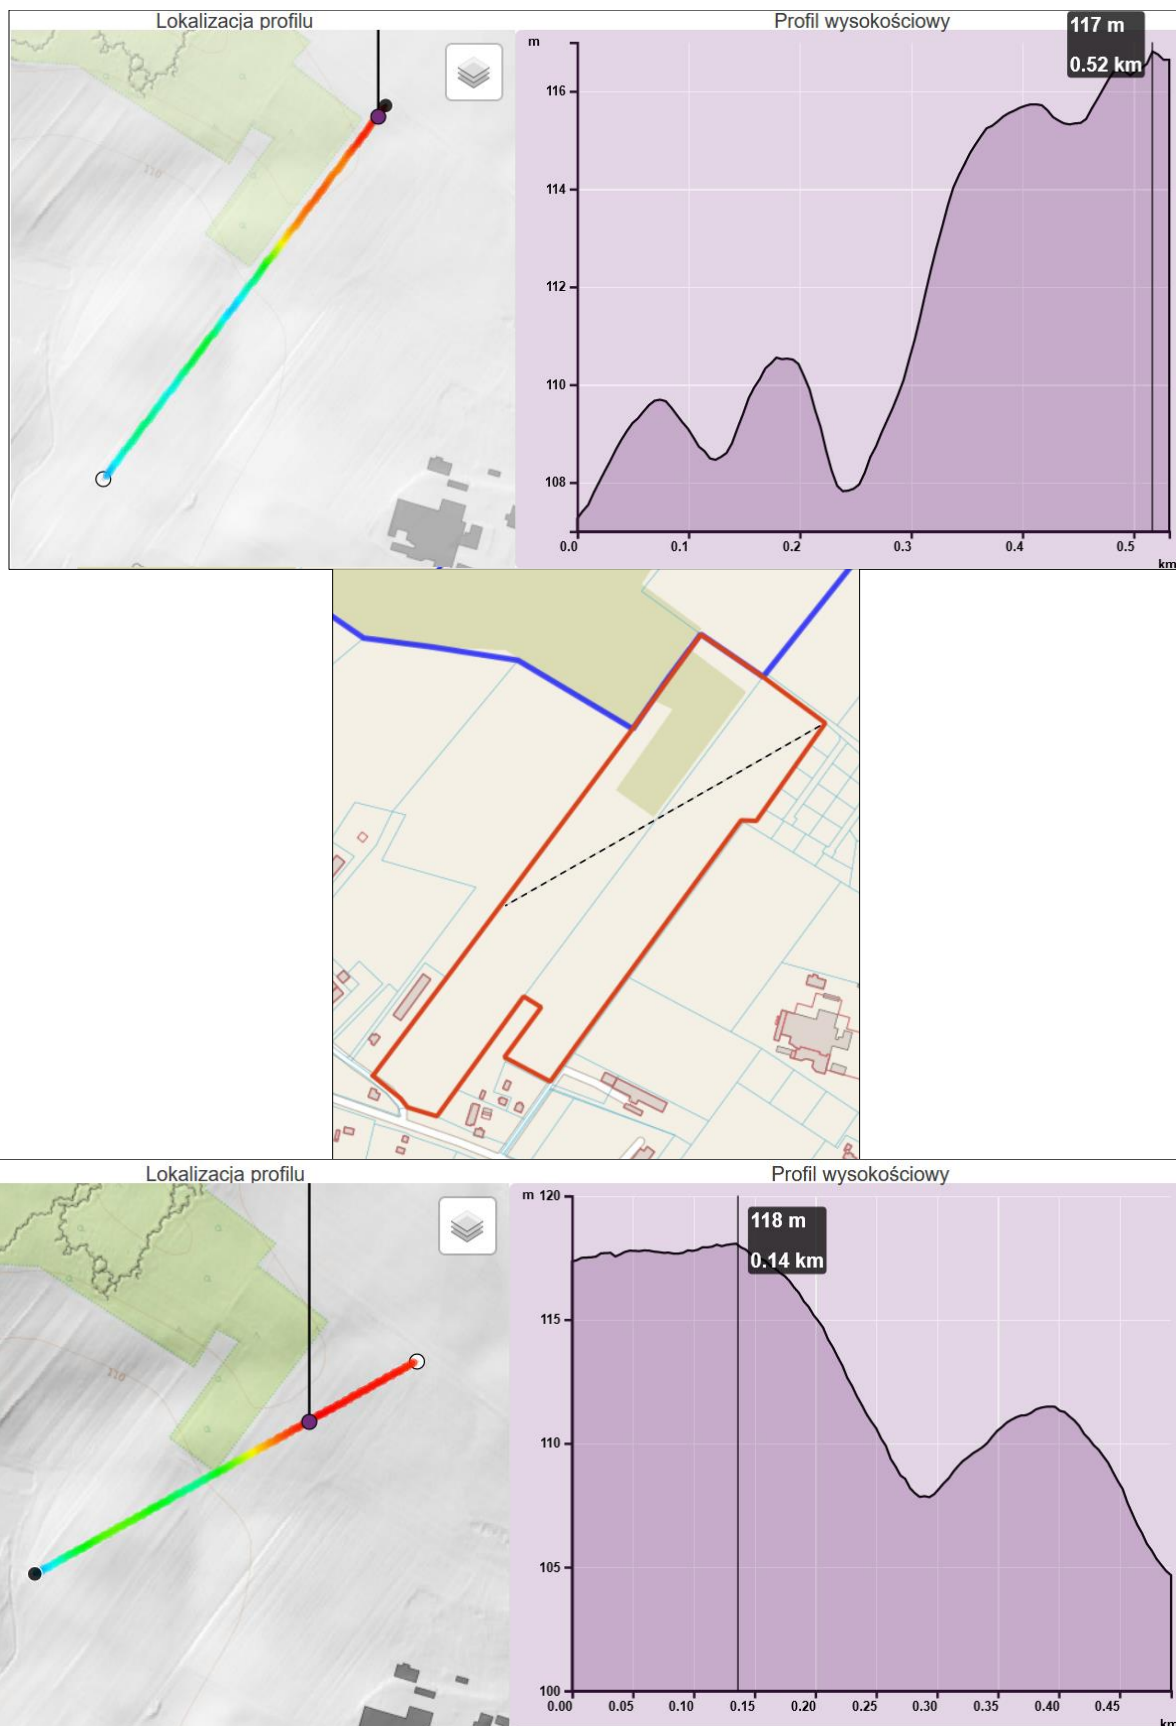 Lokalizacja profilu
Profil wysokościowy
m
117 m
0.52 km
116
114
112
110
108
110
0.0
0.1
0.2
0.3
0.4
0.5
km
Lokalizacja profilu
Profil wysokościowy
m
120
118 m
0.14 km
115
110
110
105
100
0.00
0.05
0.10
0.15
0.20
0.25
0.30
0.35
0.40
0.45
km